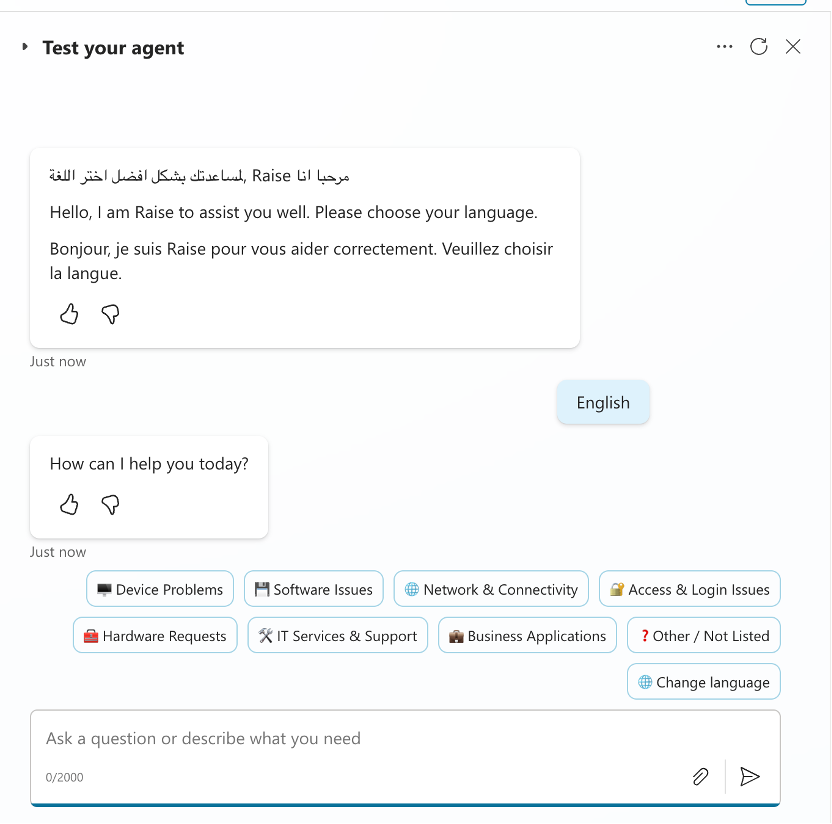 Test your agent
مرحبا انا Raise ,لمساعدتك بشكل افضل اختر اللغة
Hello, I am Raise to assist you well. Please choose your language.
Bonjour, je suis Raise pour vous aider correctement. Veuillez choisir
la langue.
Just now
English
How can I help you today?
Just now
Device Problems
Software Issues
Network & Connectivity
Access & Login Issues
Hardware Requests
IT Services & Support
Business Applications
❓Other / Not Listed
Change language
Ask a question or describe what you need
0/2000